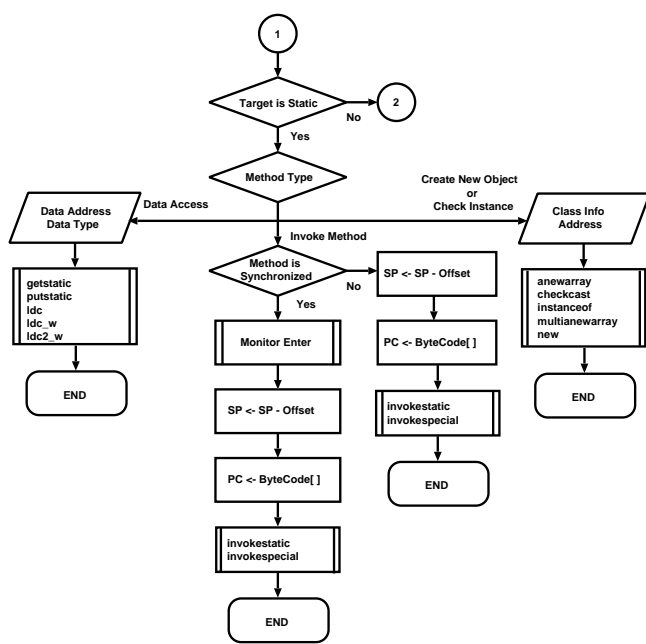 1
Target is Static
No
2
Yes
Method Type
Create New Object
or
Check Instance
Data Access
Data Address
Data Type
Class Info
Address
Invoke Method
Method is
Synchronized
No
Yes
SP <- SP - Offset
getstatic
putstatic
ldc
ldc_w
ldc2_w
anewarray
checkcast
instanceof
multianewarray
new
Monitor Enter
PC <- ByteCode[ ]
END
END
SP <- SP - Offset
invokestatic
invokespecial
PC <- ByteCode[ ]
END
invokestatic
invokespecial
END